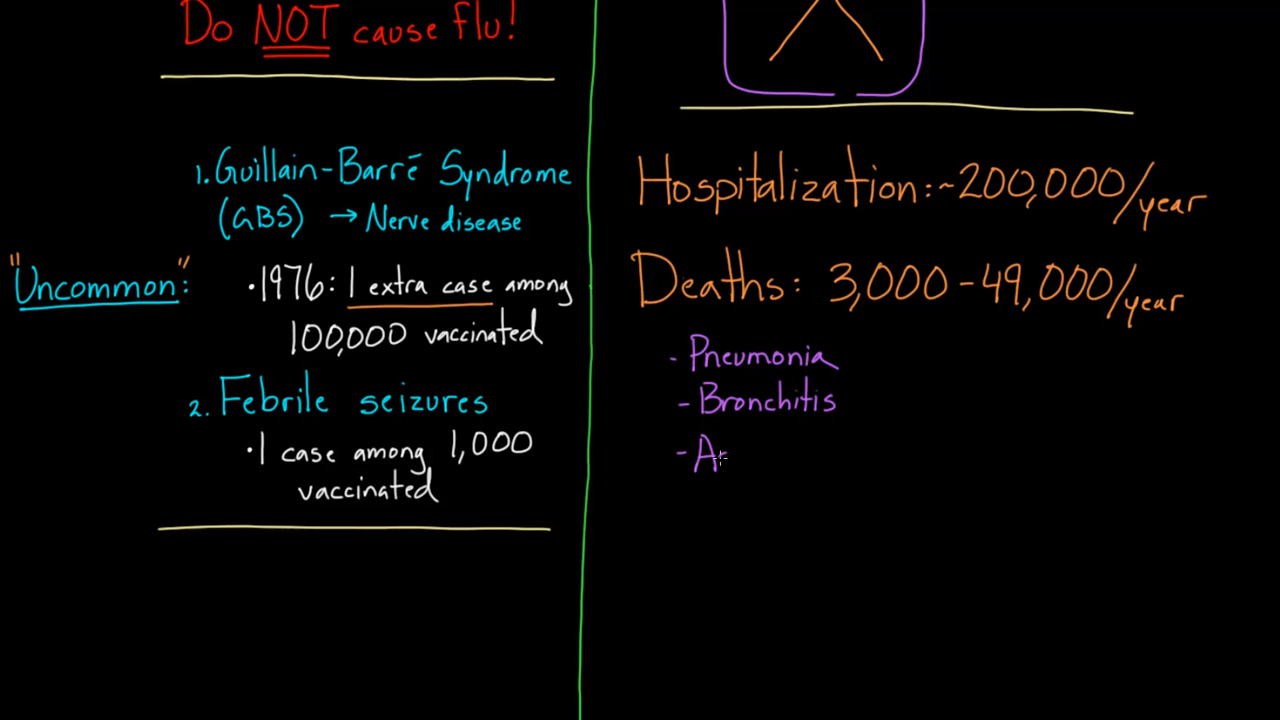 Do NOT cause flu!
1. Guillain-Barré Syndrome
(GBS) → Nerve disease
"Uncommon":
·1976: 1 extra case among
100,000 vaccinated
2. Febrile seizures
·1 case among 1,000
vaccinated
Hospitalization: ~200,000/year
Deaths: 3,000-49,000/year
- Pneumonia
- Bronchitis
- A